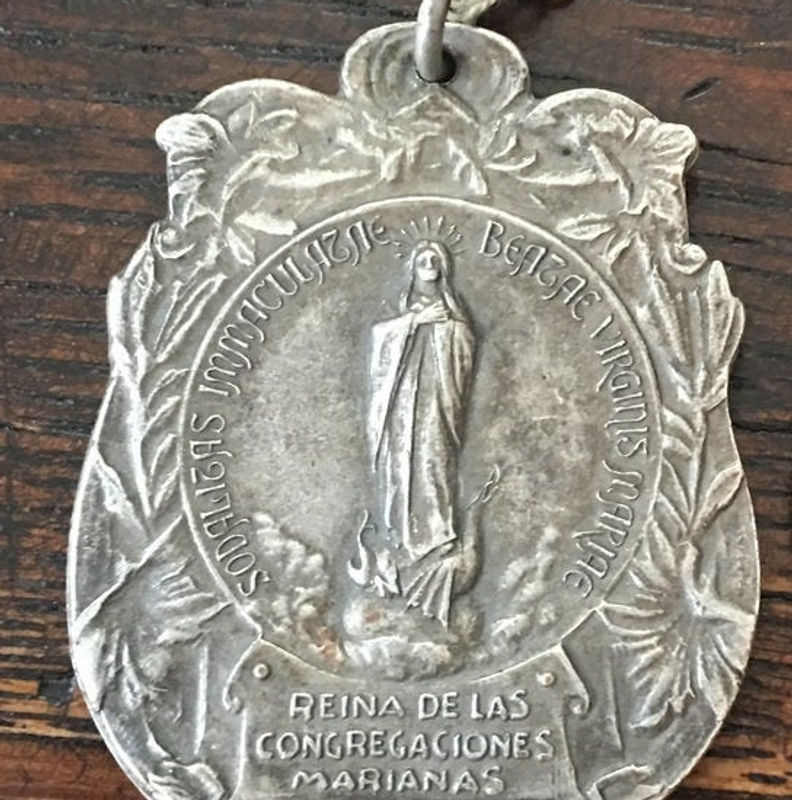 SODALITAS IMMACULATAE BEATAE VIRGINIS MARIAE
REINA DE LAS
CONGREGACIONES
MARIANAS